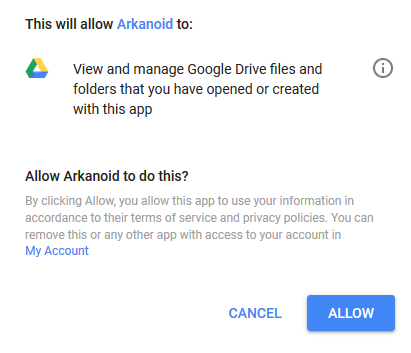 This will allow Arkanoid to:
View and manage Google Drive files and
folders that you have opened or created
with this app
Allow Arkanoid to do this?
By clicking Allow, you allow this app to use your information in
accordance to their terms of service and privacy policies. You can
remove this or any other app with access to your account in
My Account
CANCEL
ALLOW